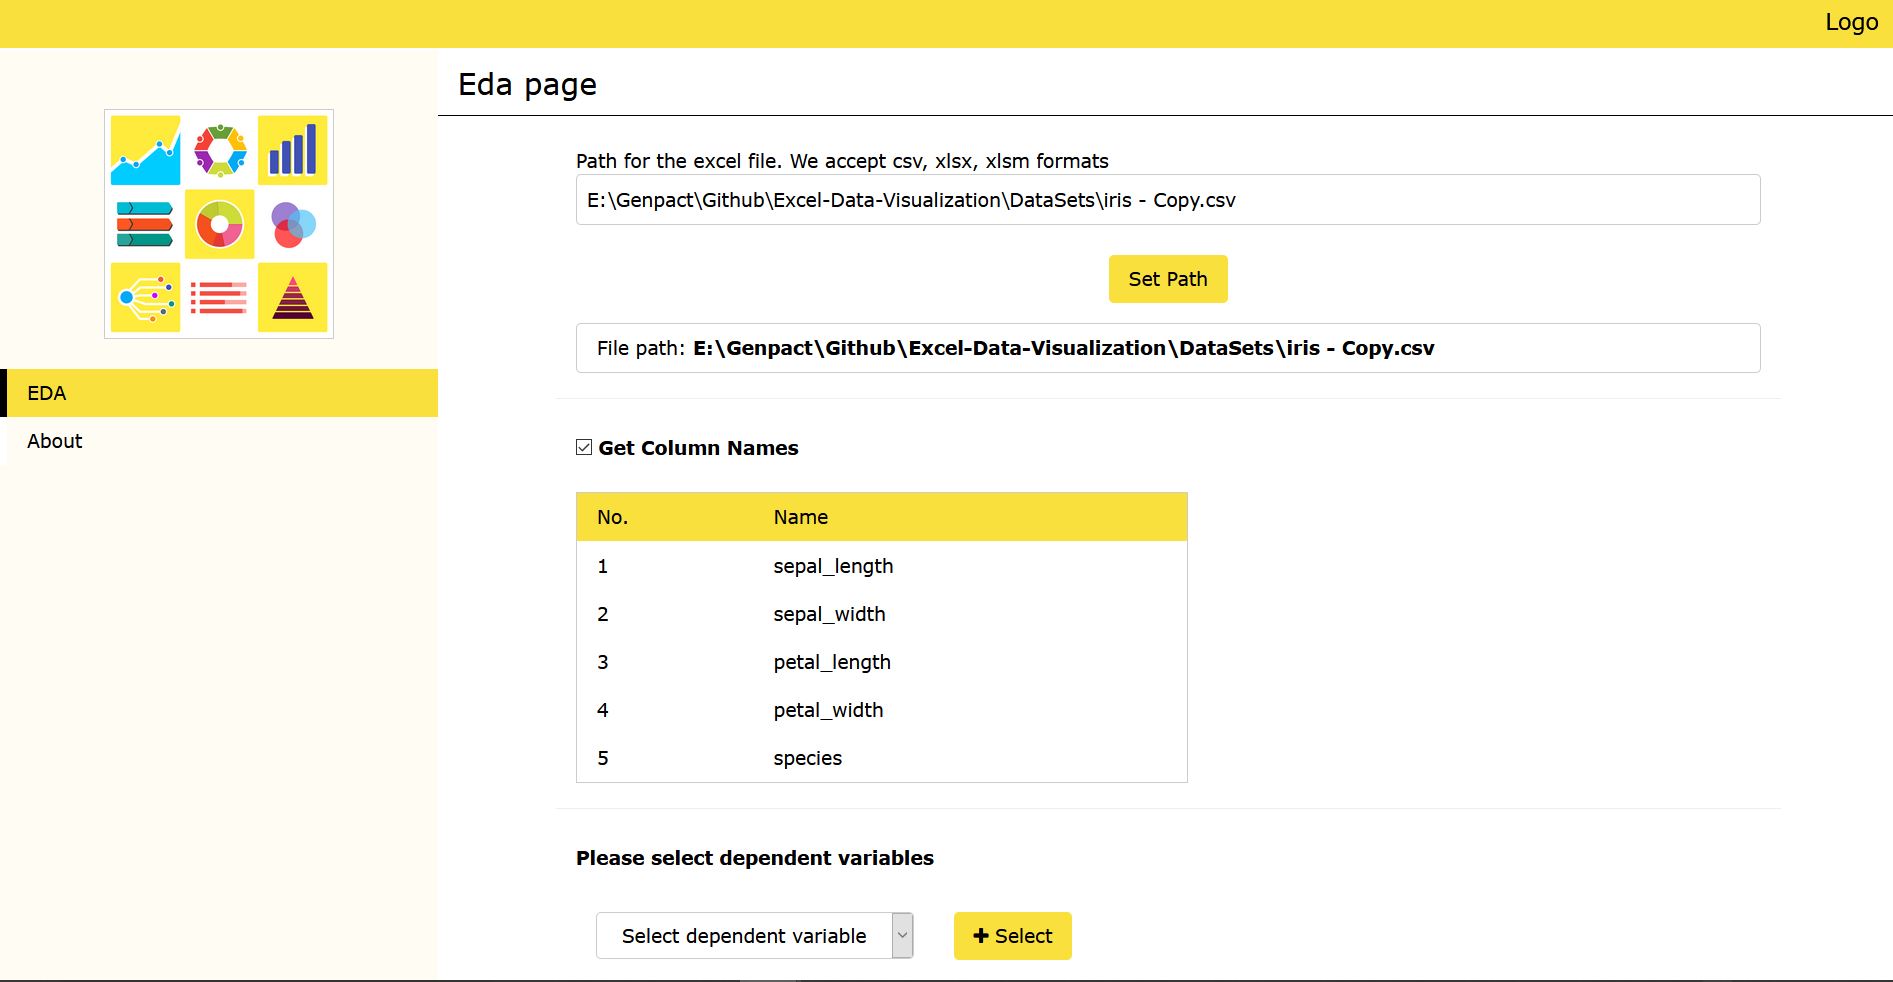 Logo
Eda page
EDA
About
Path for the excel file. We accept csv, xlsx, xlsm formats
E:\Genpact\Github\Excel-Data-Visualization\DataSets\iris - Copy.csv
Set Path
File path: E:\Genpact\Github\Excel-Data-Visualization\DataSets\iris - Copy.csv
Get Column Names
No. Name
1 sepal_length
2 sepal_width
3 petal_length
4 petal_width
5 species
Please select dependent variables
Select dependent variable
Select